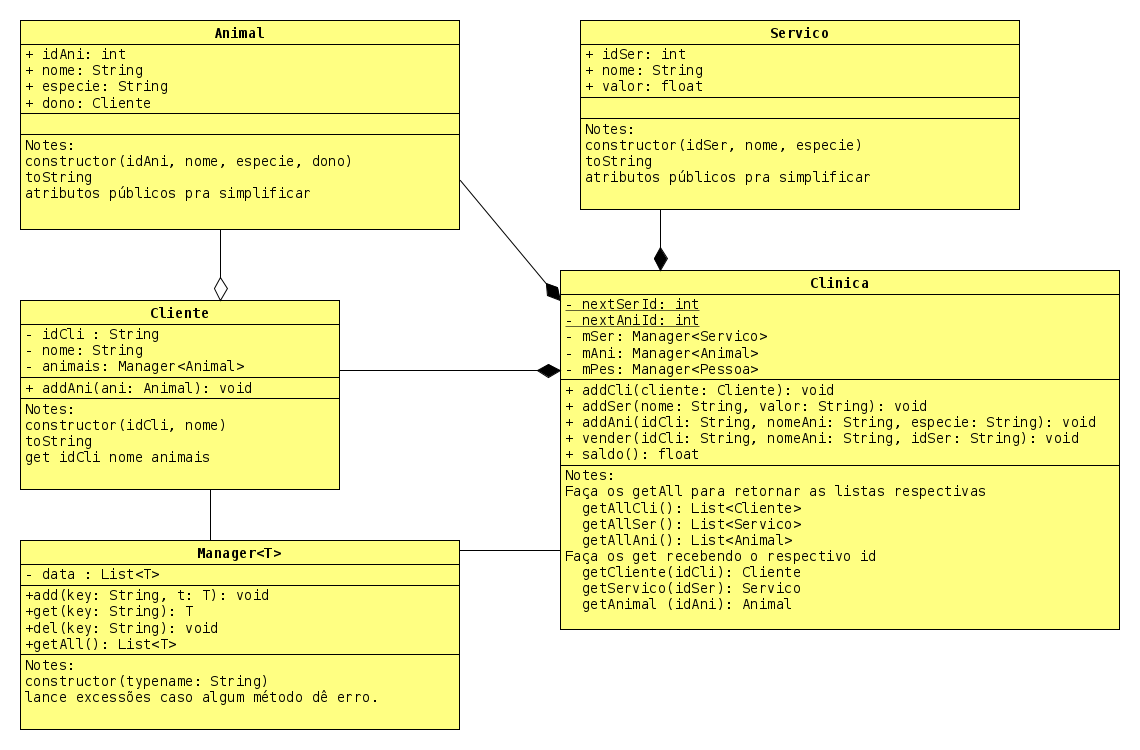 Animal
+ idAni: int
+ nome: String
+ especie: String
+ dono: Cliente
Notes:
constructor(idAni, nome, especie, dono)
toString
atributos públicos pra simplificar
Servico
+ idSer: int
+ nome: String
+ valor: float
Notes:
constructor(idSer, nome, especie)
toString
atributos públicos pra simplificar
Cliente
- idCli : String
- nome: String
- animais: Manager<Animal>
+ addAni(ani: Animal): void
Notes:
constructor(idCli, nome)
toString
get idCli nome animais
Clinica
- nextSerId: int
- nextAniId: int
- mSer: Manager<Servico>
- mAni: Manager<Animal>
- mPes: Manager<Pessoa>
+ addCli(cliente: Cliente): void
+ addSer(nome: String, valor: String): void
+ addAni(idCli: String, nomeAni: String, especie: String): void
+ vender(idCli: String, nomeAni: String, idSer: String): void
+ saldo(): float
Notes:
Faça os getAll para retornar as listas respectivas
getAllCli(): List<Cliente>
getAllSer(): List<Servico>
getAllAni(): List<Animal>
Faça os get recebendo o respectivo id
getCliente(idCli): Cliente
getServico(idSer): Servico
getAnimal (idAni): Animal
Manager<T>
- data : List<T>
+add(key: String, t: T): void
+get(key: String): T
+del(key: String): void
+getAll(): List<T>
Notes:
constructor(typename: String)
lance excessões caso algum método dê erro.